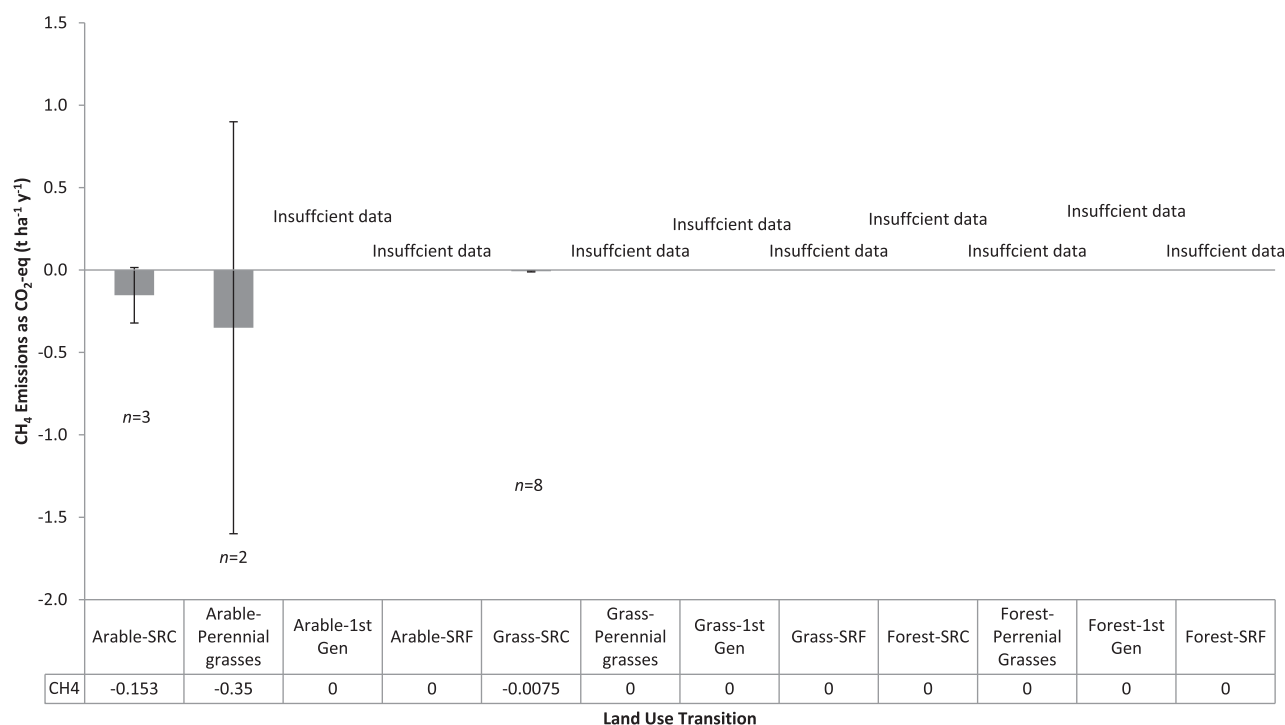 1.5
1.0
0.5
0.0
-0.5
-1.0
-1.5
-2.0
CH₄ Emissions as CO₂-eq (t ha⁻¹ y⁻¹)
Insuffcient data
Insuffcient data
Insuffcient data
Insuffcient data
Insuffcient data
Insuffcient data
Insuffcient data
Insuffcient data
Insuffcient data
n=3
n=2
n=8
Arable-SRC
Arable-
Perennial
grasses
Arable-1st
Gen
Arable-SRF
Grass-SRC
Grass-
Perennial
grasses
Grass-1st
Gen
Grass-SRF
Forest-SRC
Forest-
Perrenial
Grasses
Forest-1st
Gen
Forest-SRF
CH4 -0.153 -0.35 0 0 -0.0075 0 0 0 0 0 0 0
Land Use Transition